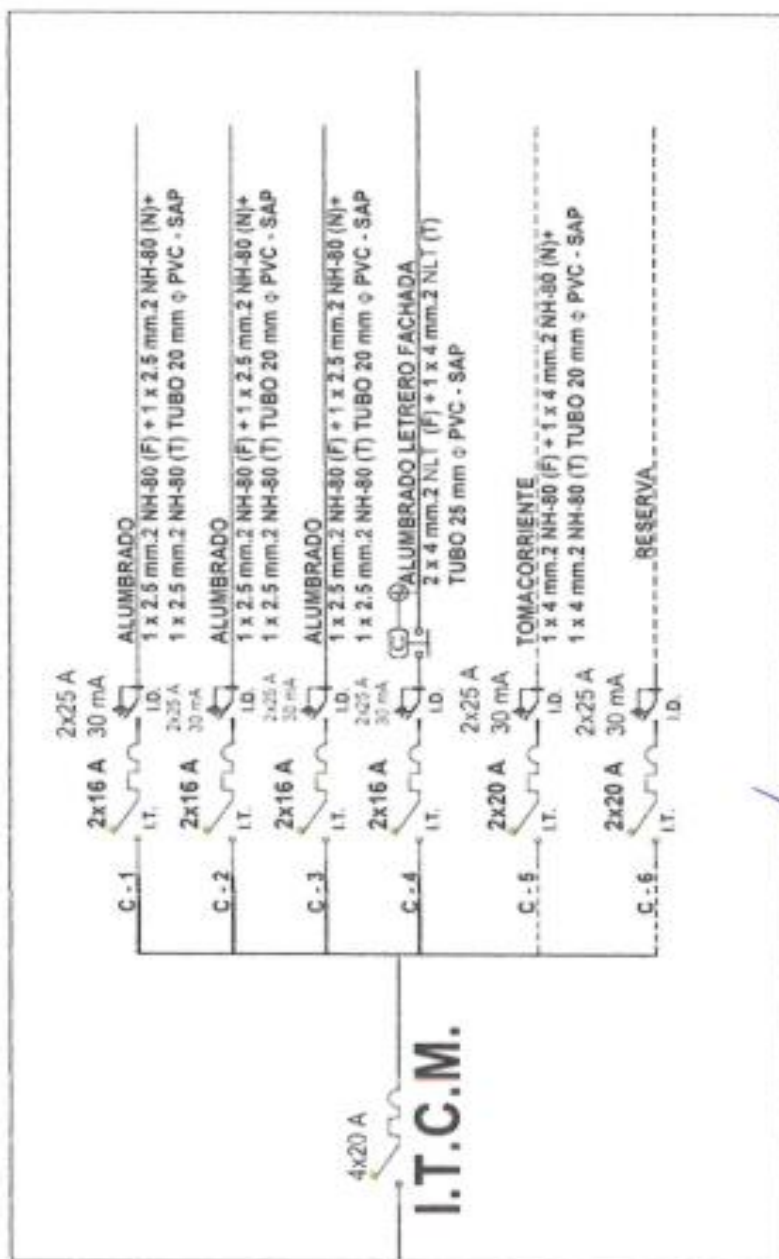 4x20 A
I.T.C.M.
C - 1
2x16 A
I.T.
2x25 A
30 mA
I.D.
ALUMBRADO
1 x 2.5 mm.2 NH-80 (F) + 1 x 2.5 mm.2 NH-80 (N)+
1 x 2.5 mm.2 NH-80 (T) TUBO 20 mm ϕ PVC - SAP
C - 2
2x16 A
I.T.
2x25 A
30 mA
I.D.
ALUMBRADO
1 x 2.5 mm.2 NH-80 (F) + 1 x 2.5 mm.2 NH-80 (N)+
1 x 2.5 mm.2 NH-80 (T) TUBO 20 mm ϕ PVC - SAP
C - 3
2x16 A
I.T.
2x25 A
30 mA
I.D.
ALUMBRADO
1 x 2.5 mm.2 NH-80 (F) + 1 x 2.5 mm.2 NH-80 (N)+
1 x 2.5 mm.2 NH-80 (T) TUBO 20 mm ϕ PVC - SAP
C - 4
2x16 A
I.T.
2x25 A
30 mA
I.D.
C
ALUMBRADO LETRERO FACHADA
2 x 4 mm.2 NLT (F) + 1 x 4 mm.2 NLT (T)
TUBO 25 mm ϕ PVC - SAP
C - 5
2x20 A
I.T.
2x25 A
30 mA
I.D.
TOMACORRIENTE
1 x 4 mm.2 NH-80 (F) + 1 x 4 mm.2 NH-80 (N)+
1 x 4 mm.2 NH-80 (T) TUBO 20 mm ϕ PVC - SAP
C - 6
2x20 A
I.T.
2x25 A
30 mA
I.D.
RESERVA